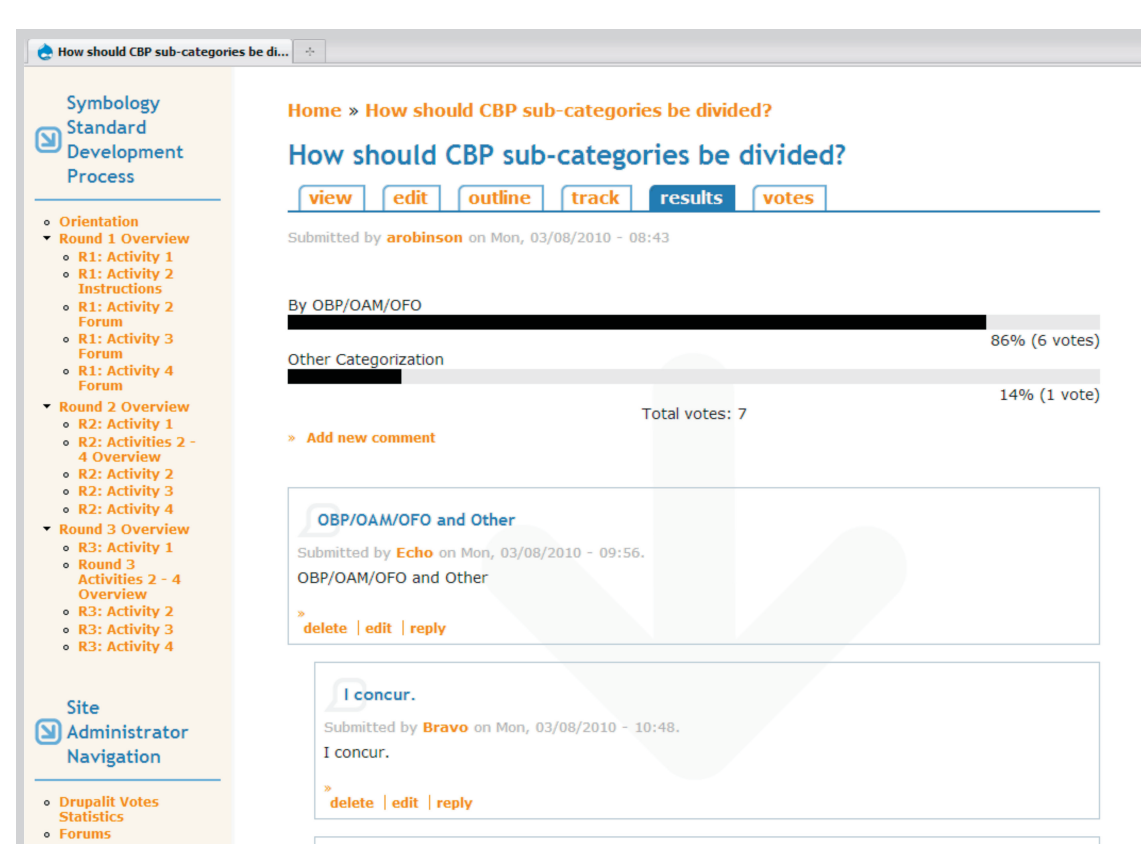 How should CBP sub-categories be di...
Symbology
Standard
Development
Process
Orientation
Round 1 Overview
R1: Activity 1
R1: Activity 2
Instructions
R1: Activity 2
Forum
R1: Activity 3
Forum
R1: Activity 4
Forum
Round 2 Overview
R2: Activity 1
R2: Activities 2 -
4 Overview
R2: Activity 2
R2: Activity 3
R2: Activity 4
Round 3 Overview
R3: Activity 1
Round 3
Activities 2 - 4
Overview
R3: Activity 2
R3: Activity 3
R3: Activity 4
Site
Administrator
Navigation
Drupalit Votes
Statistics
Forums
Home » How should CBP sub-categories be divided?
How should CBP sub-categories be divided?
view edit outline track results votes
Submitted by arobinson on Mon, 03/08/2010 - 08:43
By OBP/OAM/OFO
86% (6 votes)
Other Categorization
14% (1 vote)
Total votes: 7
» Add new comment
OBP/OAM/OFO and Other
Submitted by Echo on Mon, 03/08/2010 - 09:56.
OBP/OAM/OFO and Other
»
delete | edit | reply
I concur.
Submitted by Bravo on Mon, 03/08/2010 - 10:48.
I concur.
»
delete | edit | reply